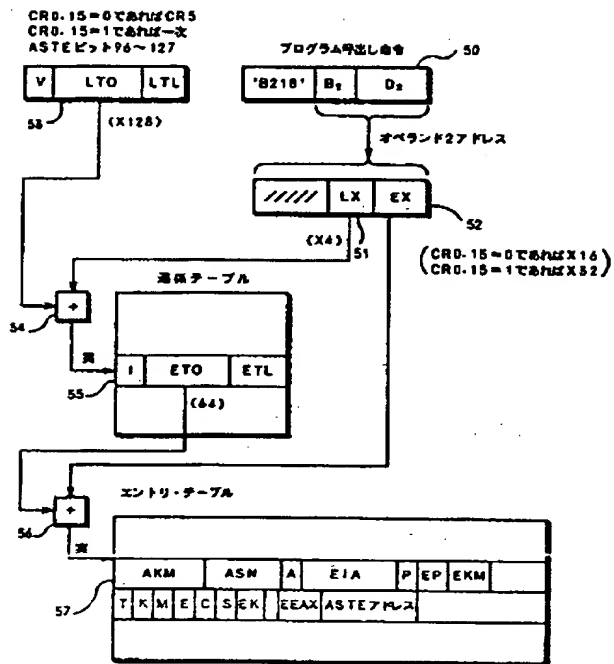 CR0.15=0であればCR5
CR0.15=1であれば一次
ASTEビット96〜127
V LTO LTL
53
(X128)
プログラム呼出し命令
50
'B218' B₂ D₂
オペランド2アドレス
///// LX EX
51
52
(X4)
(CR0.15=0であればX16)
(CR0.15=1であればX32)
+
54
実
連係テーブル
I ETO ETL
55
(64)
+
56
実
エントリ・テーブル
AKM ASN A EIA P EP EKM
T K M E C S EK EEAX ASTEアドレス
57